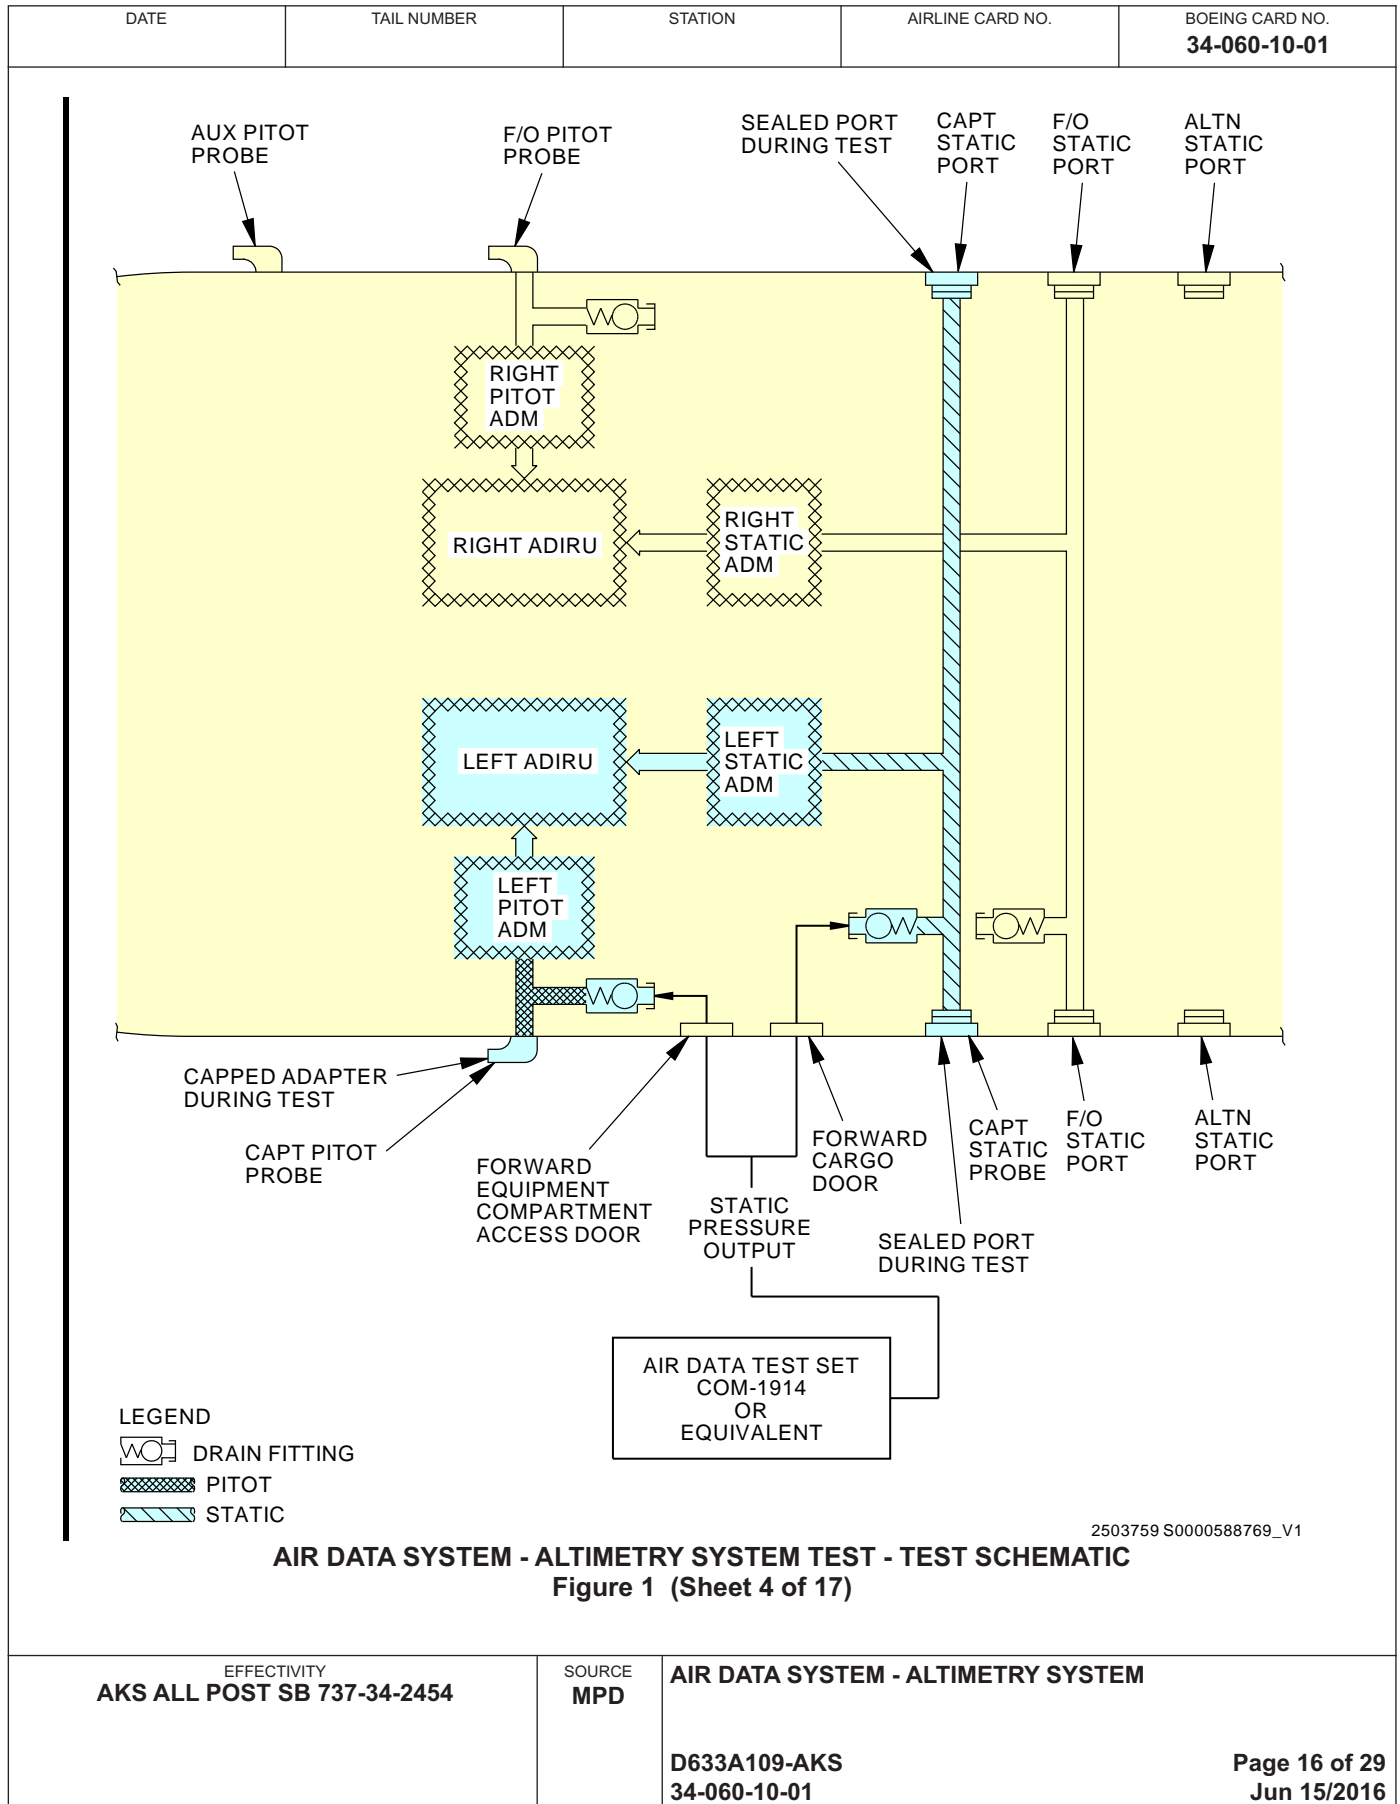 DATE
TAIL NUMBER
STATION
AIRLINE CARD NO.
BOEING CARD NO.
34-060-10-01
AUX PITOT
PROBE
F/O PITOT
PROBE
SEALED PORT
DURING TEST
CAPT
STATIC
PORT
F/O
STATIC
PORT
ALTN
STATIC
PORT
RIGHT
PITOT
ADM
RIGHT ADIRU
RIGHT
STATIC
ADM
LEFT ADIRU
LEFT
STATIC
ADM
LEFT
PITOT
ADM
CAPPED ADAPTER
DURING TEST
CAPT PITOT
PROBE
FORWARD
EQUIPMENT
COMPARTMENT
ACCESS DOOR
STATIC
PRESSURE
OUTPUT
FORWARD
CARGO
DOOR
SEALED PORT
DURING TEST
CAPT
STATIC
PROBE
F/O
STATIC
PORT
ALTN
STATIC
PORT
AIR DATA TEST SET
COM-1914
OR
EQUIVALENT
LEGEND
DRAIN FITTING
PITOT
STATIC
2503759 S0000588769_V1
AIR DATA SYSTEM - ALTIMETRY SYSTEM TEST - TEST SCHEMATIC
Figure 1 (Sheet 4 of 17)
EFFECTIVITY
AKS ALL POST SB 737-34-2454
SOURCE
MPD
AIR DATA SYSTEM - ALTIMETRY SYSTEM
D633A109-AKS
34-060-10-01
Page 16 of 29
Jun 15/2016